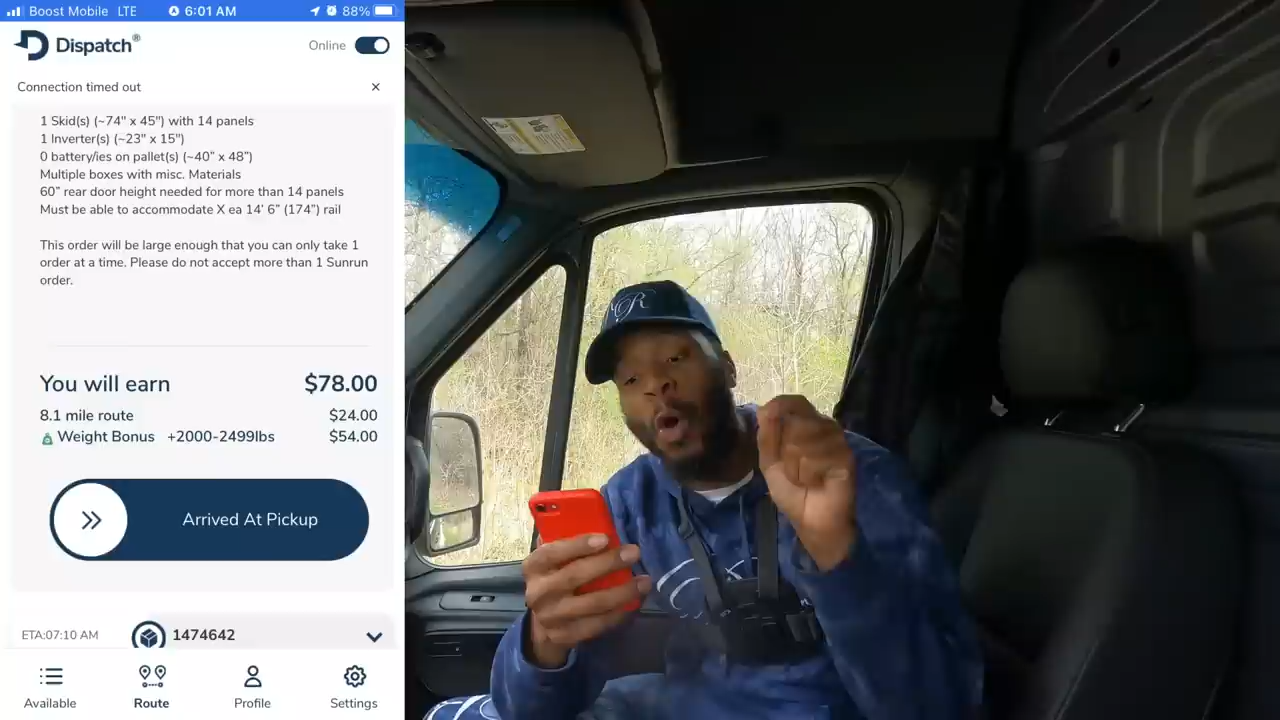 Boost Mobile LTE 6:01 AM 88%
Dispatch®
Online
Connection timed out ×
1 Skid(s) (~74" x 45") with 14 panels
1 Inverter(s) (~23" x 15")
0 battery/ies on pallet(s) (~40” x 48”)
Multiple boxes with misc. Materials
60” rear door height needed for more than 14 panels
Must be able to accommodate X ea 14’ 6” (174”) rail
This order will be large enough that you can only take 1
order at a time. Please do not accept more than 1 Sunrun
order.
You will earn $78.00
8.1 mile route $24.00
Weight Bonus +2000-2499lbs $54.00
Arrived At Pickup
ETA:07:10 AM 1474642
Available Route Profile Settings
R